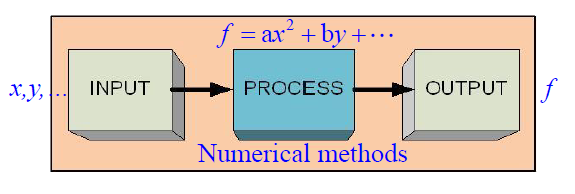 f = ax² + by + ⋯
x,y,... INPUT PROCESS OUTPUT f
Numerical methods